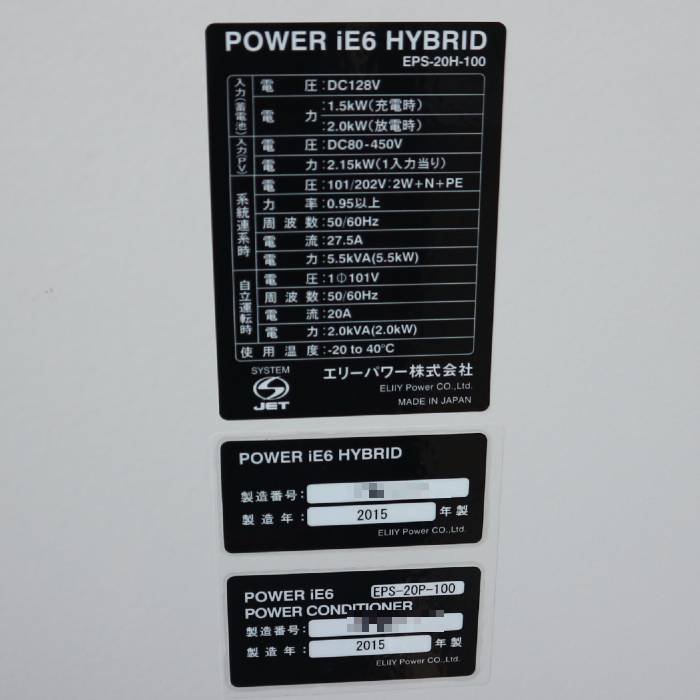 POWER iE6 HYBRID
EPS-20H-100
入力(蓄電池)
電圧:DC128V
電力:1.5kW(充電時)
2.0kW(放電時)
入力(PV)
電圧:DC80-450V
電力:2.15kW(1入力当り)
系統連系時
電圧:101/202V:2W+N+PE
力率:0.95以上
周波数:50/60Hz
電流:27.5A
電力:5.5kVA(5.5kW)
自立運転時
電圧:1Φ101V
周波数:50/60Hz
電流:20A
電力:2.0kVA(2.0kW)
使用温度:-20 to 40°C
SYSTEM
JET
エリーパワー株式会社
ELIIY Power CO.,Ltd.
MADE IN JAPAN
POWER iE6 HYBRID
製造番号:
製造年: 2015 年製
ELIIY Power CO.,Ltd.
POWER iE6 EPS-20P-100
POWER CONDITIONER
製造番号:
製造年: 2015 年製
ELIIY Power CO.,Ltd.